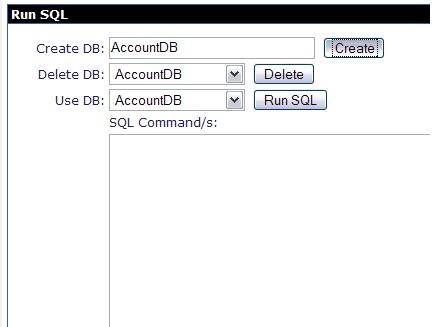 Run SQL
Create DB: AccountDB Create
Delete DB: AccountDB Delete
Use DB: AccountDB Run SQL
SQL Command/s: